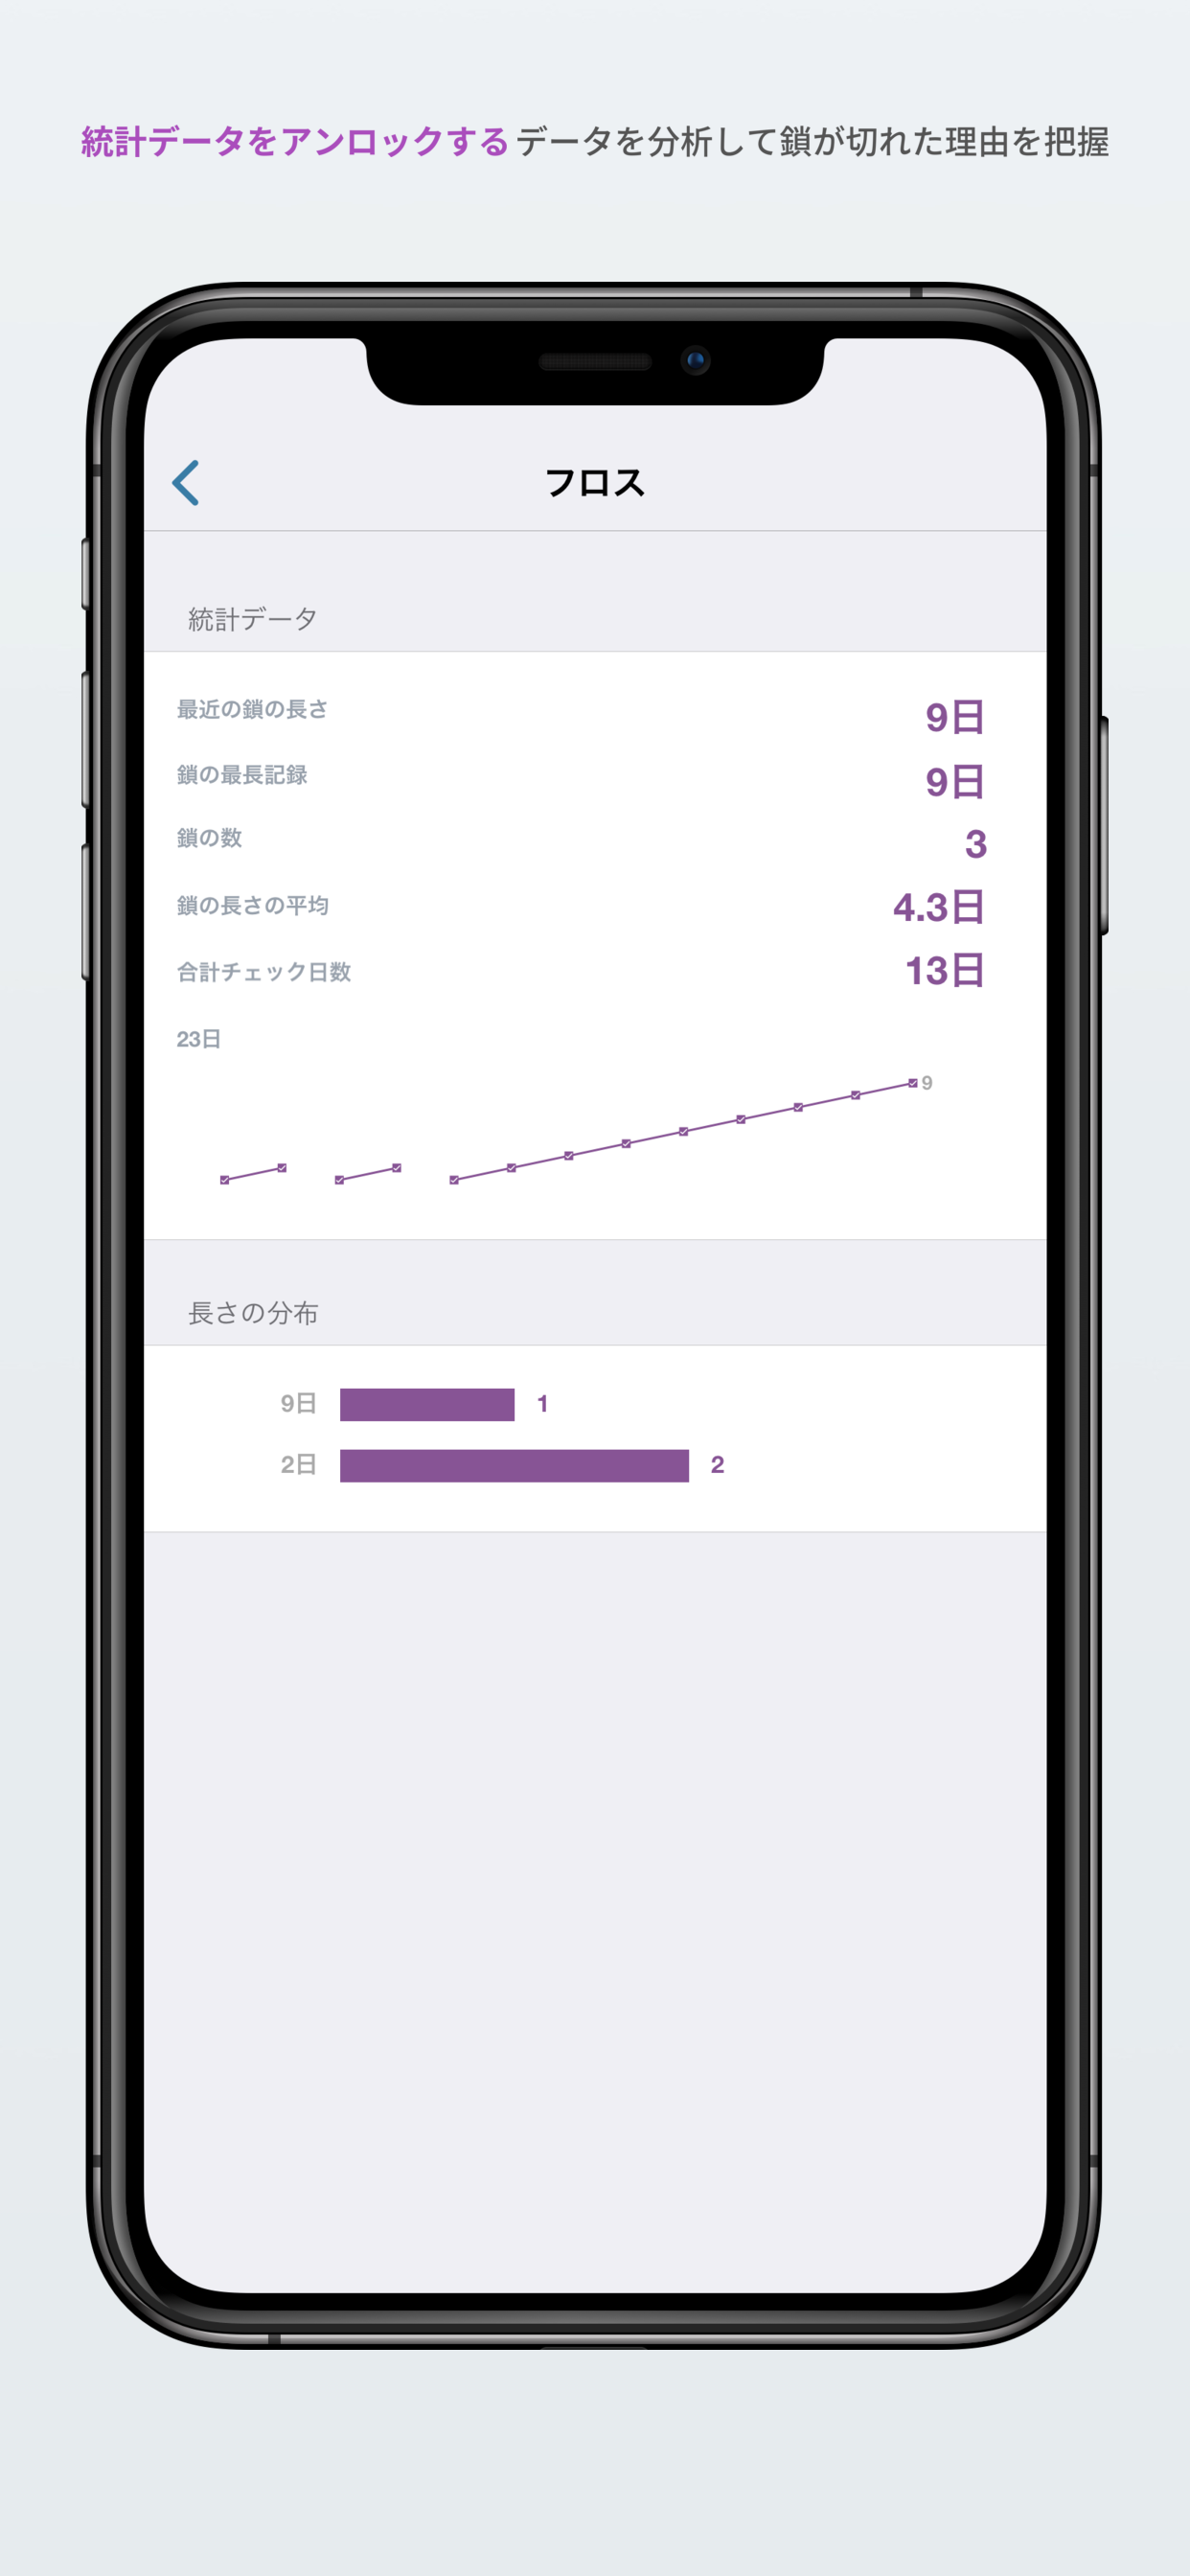 統計データをアンロックする データを分析して鎖が切れた理由を把握
フロス
統計データ
最近の鎖の長さ 9日
鎖の最長記録 9日
鎖の数 3
鎖の長さの平均 4.3日
合計チェック日数 13日
23日
9
長さの分布
9日 1
2日 2